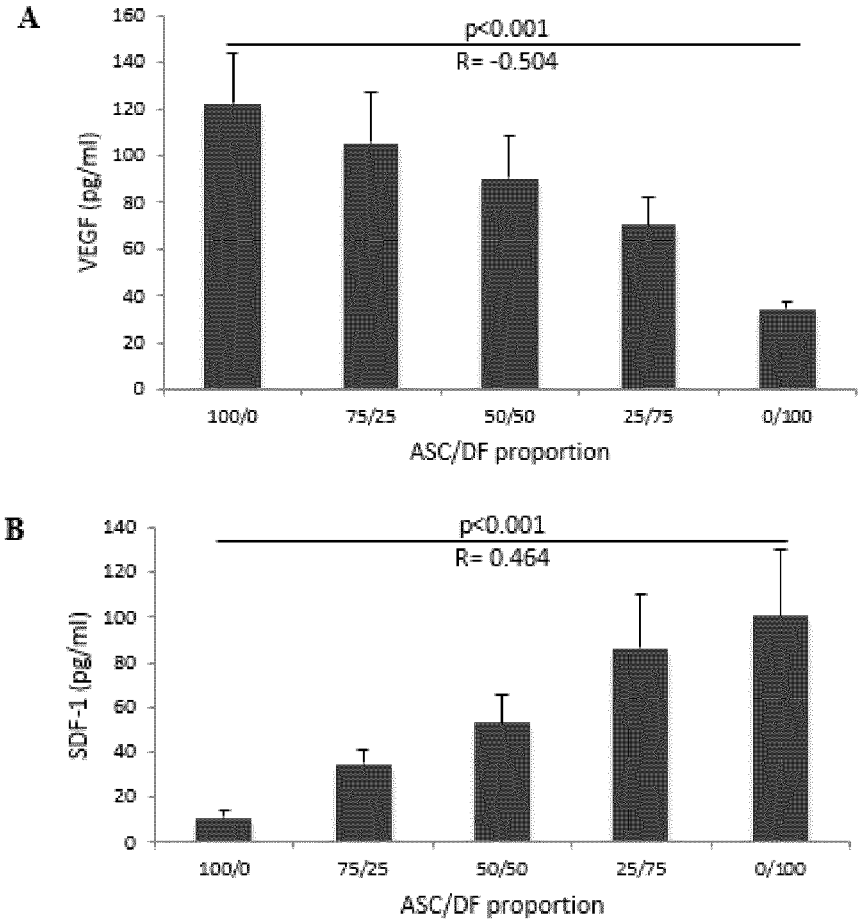 A
p<0.001
R= -0.504
VEGF (pg/ml)
160
140
120
100
80
60
40
20
0
100/0 75/25 50/50 25/75 0/100
ASC/DF proportion
B
p<0.001
R= 0.464
SDF-1 (pg/ml)
140
120
100
80
60
40
20
0
100/0 75/25 50/50 25/75 0/100
ASC/DF proportion